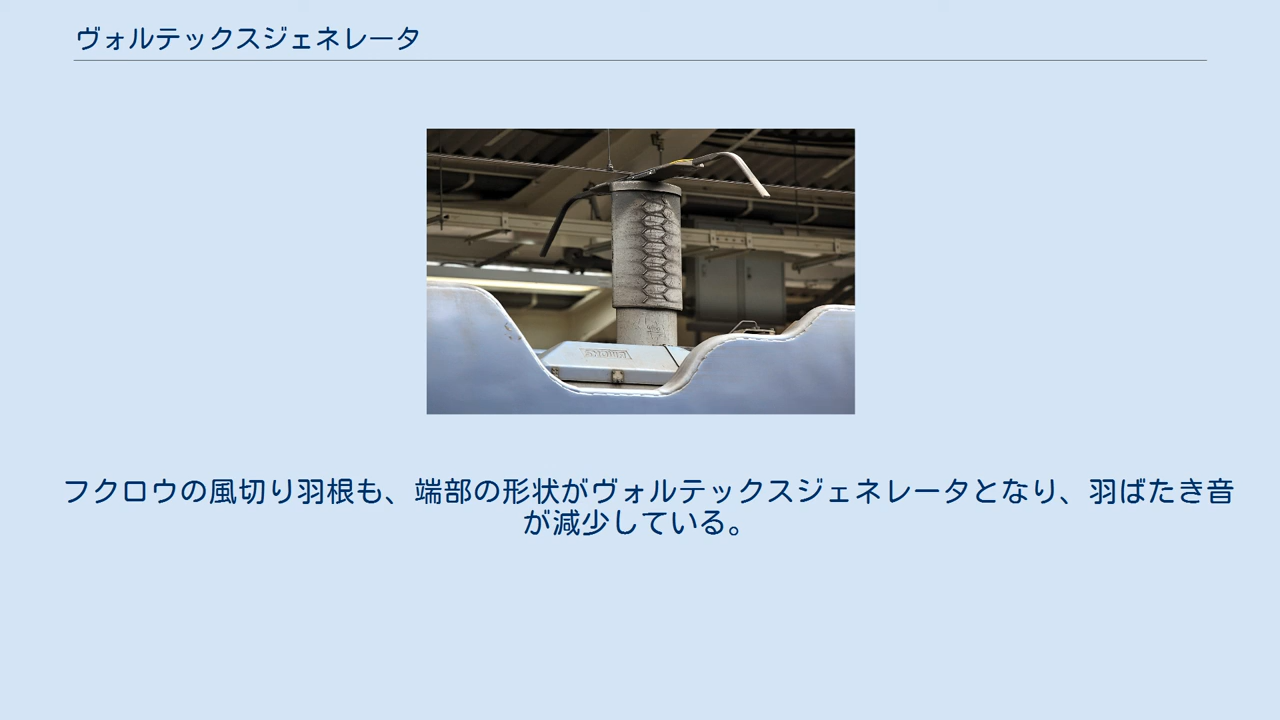 ヴォルテックスジェネレータ
フクロウの風切り羽根も、端部の形状がヴォルテックスジェネレータとなり、羽ばたき音
が減少している。